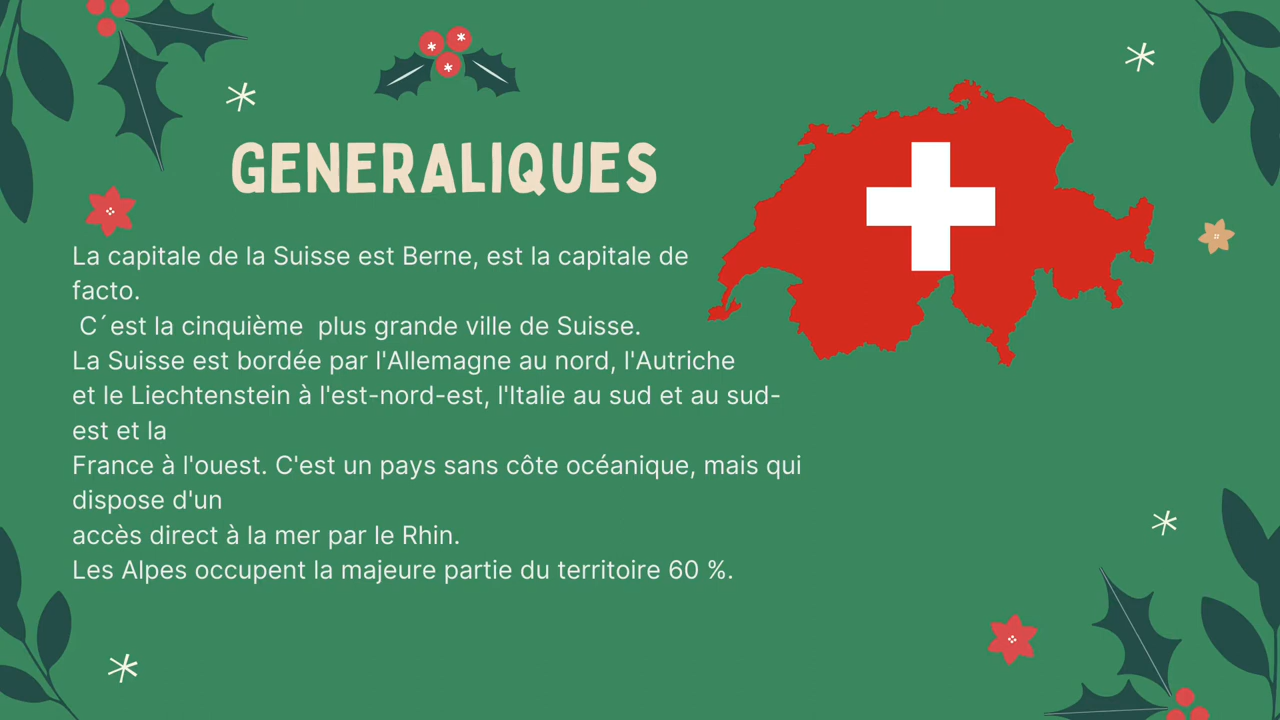 GENERALIQUES
La capitale de la Suisse est Berne, est la capitale de
facto.
C´est la cinquième  plus grande ville de Suisse.
La Suisse est bordée par l'Allemagne au nord, l'Autriche
et le Liechtenstein à l'est-nord-est, l'Italie au sud et au sud-
est et la
France à l'ouest. C'est un pays sans côte océanique, mais qui
dispose d'un
accès direct à la mer par le Rhin.
Les Alpes occupent la majeure partie du territoire 60 %.